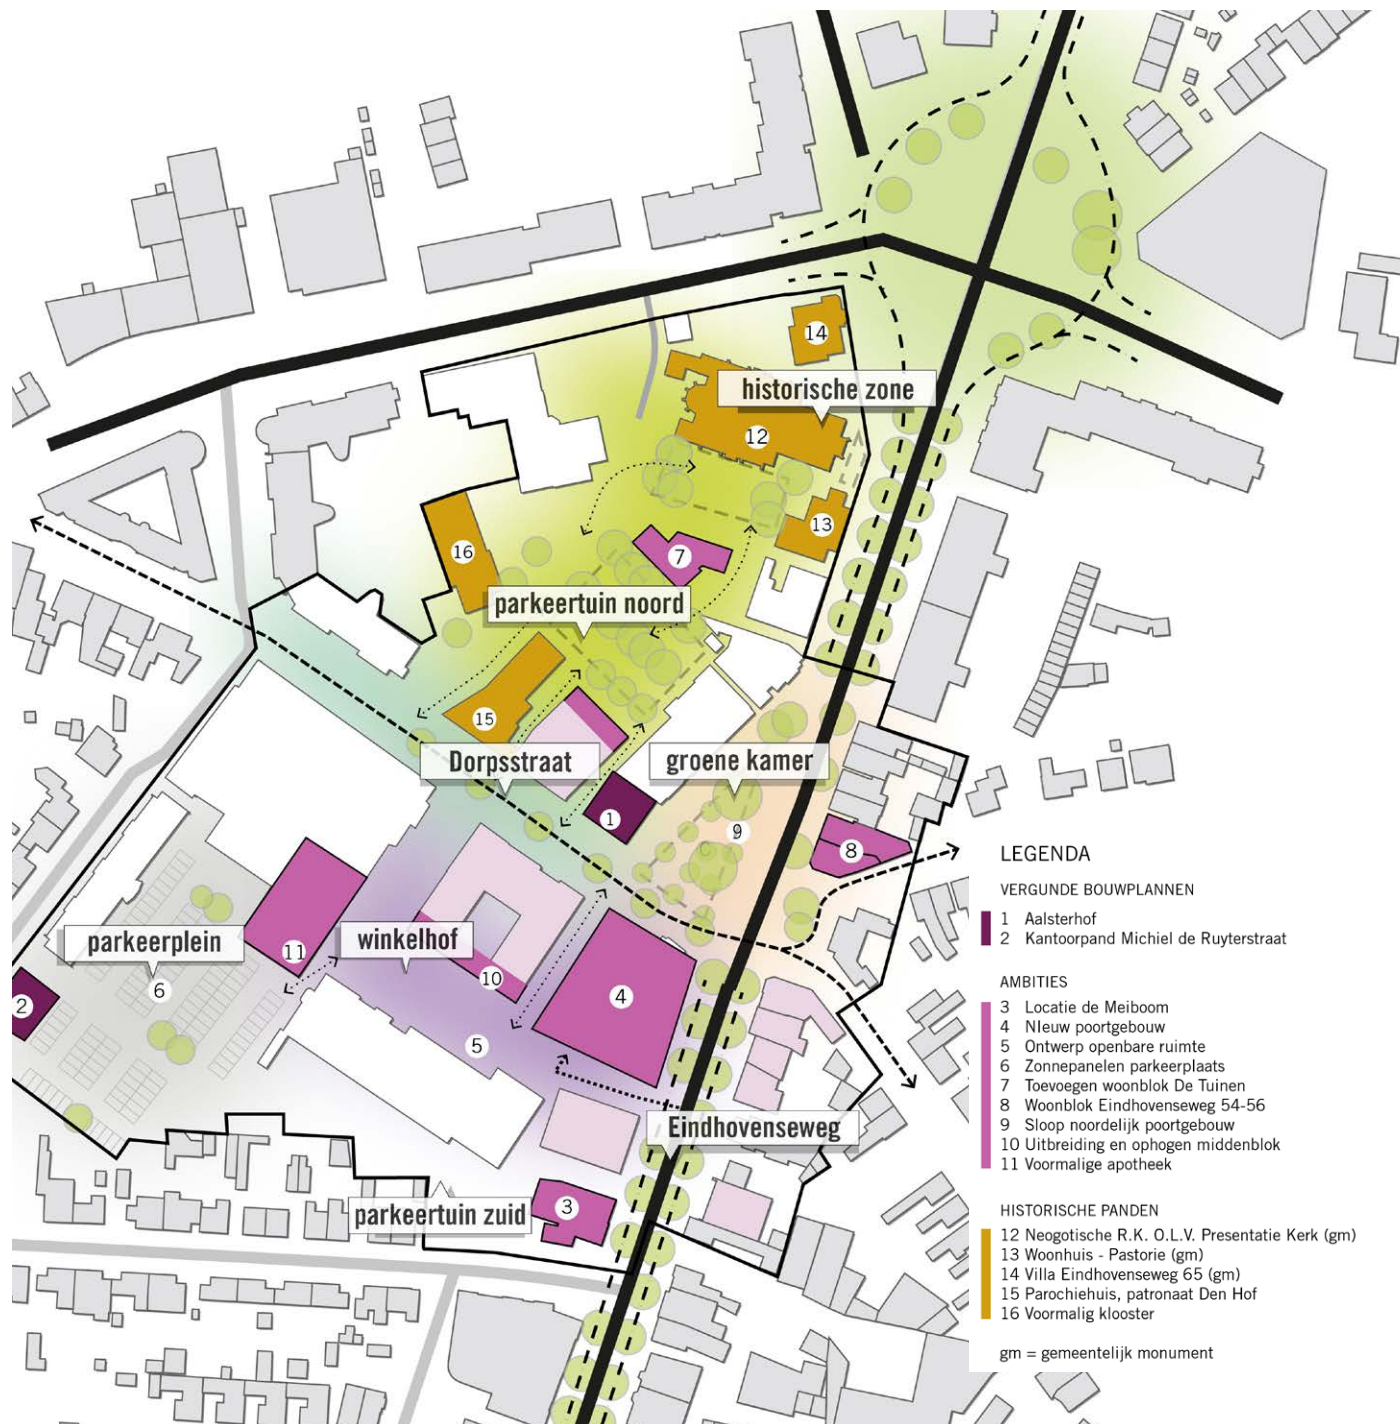 14
historische zone
12
13
16
7
parkeertuin noord
15
Dorpsstraat
groene kamer
1
9
8
parkeerplein
winkelhof
11
10
6
2
4
5
Eindhovenseweg
3
parkeertuin zuid
LEGENDA
VERGUNDE BOUWPLANNEN
1 Aalsterhof
2 Kantoorpand Michiel de Ruyterstraat
AMBITIES
3 Locatie de Meiboom
4 NIeuw poortgebouw
5 Ontwerp openbare ruimte
6 Zonnepanelen parkeerplaats
7 Toevoegen woonblok De Tuinen
8 Woonblok Eindhovenseweg 54-56
9 Sloop noordelijk poortgebouw
10 Uitbreiding en ophogen middenblok
11 Voormalige apotheek
HISTORISCHE PANDEN
12 Neogotische R.K. O.L.V. Presentatie Kerk (gm)
13 Woonhuis - Pastorie (gm)
14 Villa Eindhovenseweg 65 (gm)
15 Parochiehuis, patronaat Den Hof
16 Voormalig klooster
gm = gemeentelijk monument